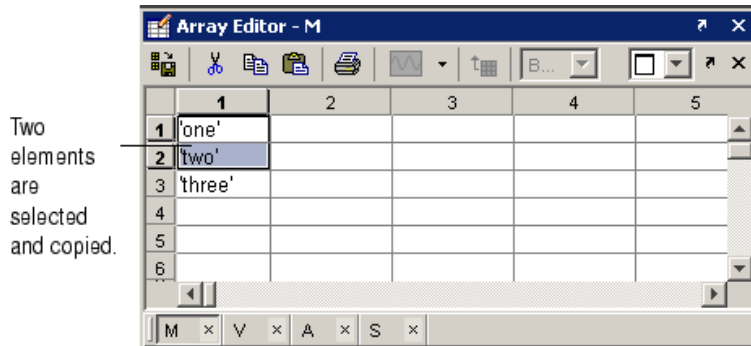 Array Editor - M
B...
1 2 3 4 5
1 'one'
2 'two'
3 'three'
4
5
6
M × V × A × S ×
Two
elements
are
selected
and copied.